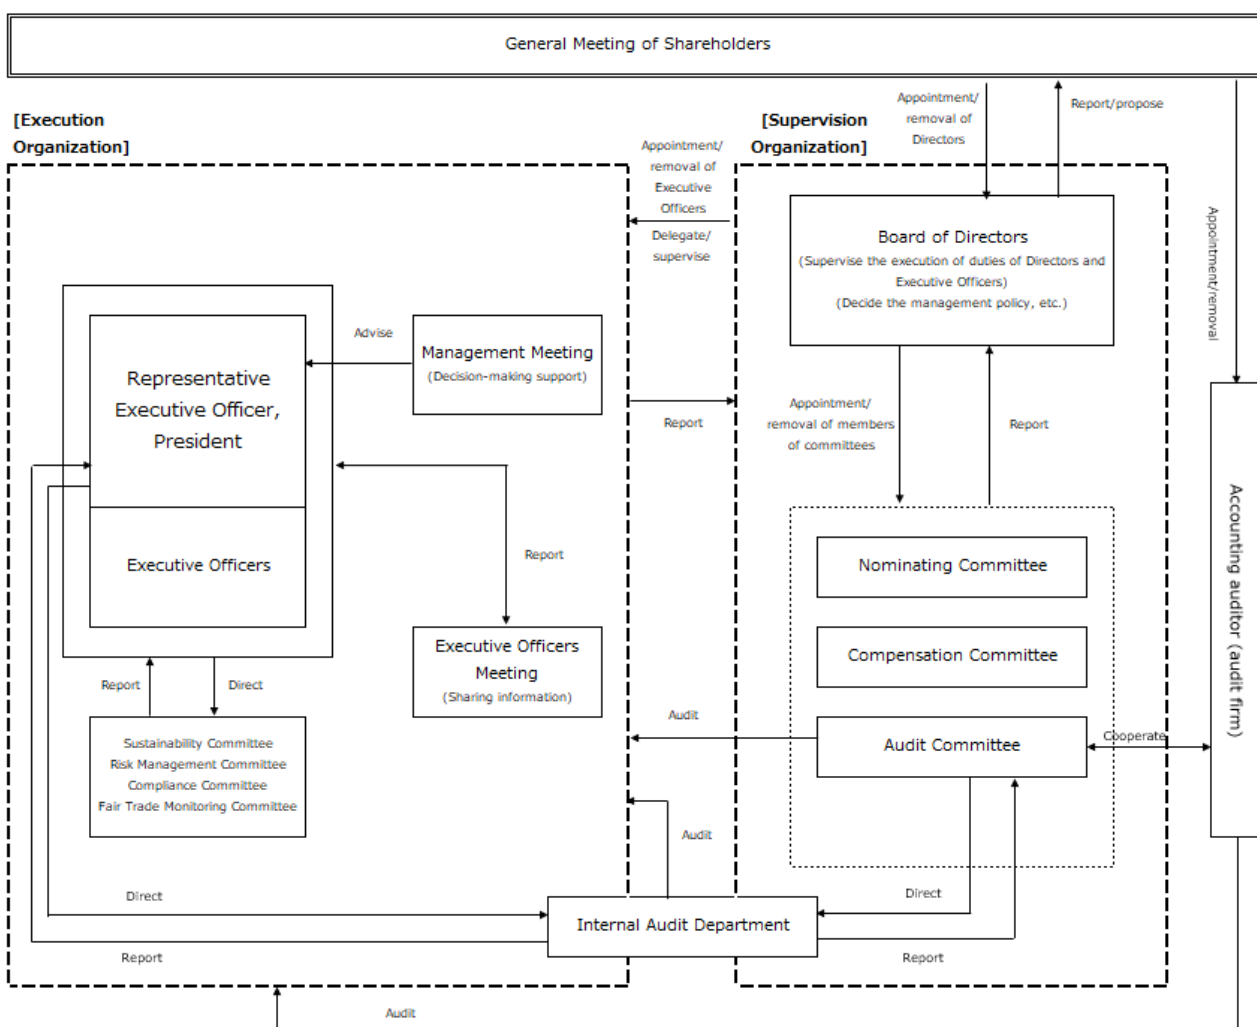 General Meeting of Shareholders
[Execution
Organization]
[Supervision
Organization]
Appointment/
removal of
Directors
Report/propose
Appointment/
removal of
Executive
Officers
Delegate/
supervise
Appointment/removal
Board of Directors
(Supervise the execution of duties of Directors and
Executive Officers)
(Decide the management policy, etc.)
Representative
Executive Officer,
President
Advise
Management Meeting
(Decision-making support)
Report
Appointment/
removal of members
of committees
Report
Executive Officers
Report
Executive Officers
Meeting
(Sharing information)
Nominating Committee
Compensation Committee
Audit Committee
Cooperate
Accounting auditor (audit firm)
Report
Direct
Sustainability Committee
Risk Management Committee
Compliance Committee
Fair Trade Monitoring Committee
Audit
Audit
Direct
Internal Audit Department
Direct
Report
Report
Audit